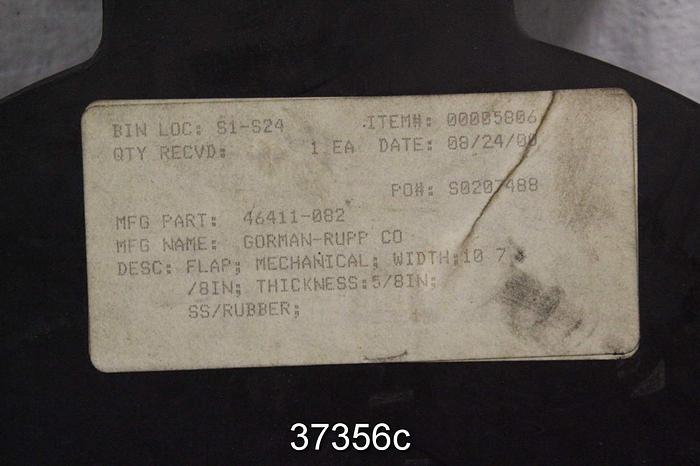 BIN LOC: S1-S24 ITEM#: 00005806
QTY RECVD: 1 EA DATE: 08/24/00
PO#: S0207488
MFG PART: 46411-082
MFG NAME: GORMAN-RUPP CO
DESC: FLAP; MECHANICAL; WIDTH:10 7
/8IN; THICKNESS:5/8IN;
SS/RUBBER;
37356c